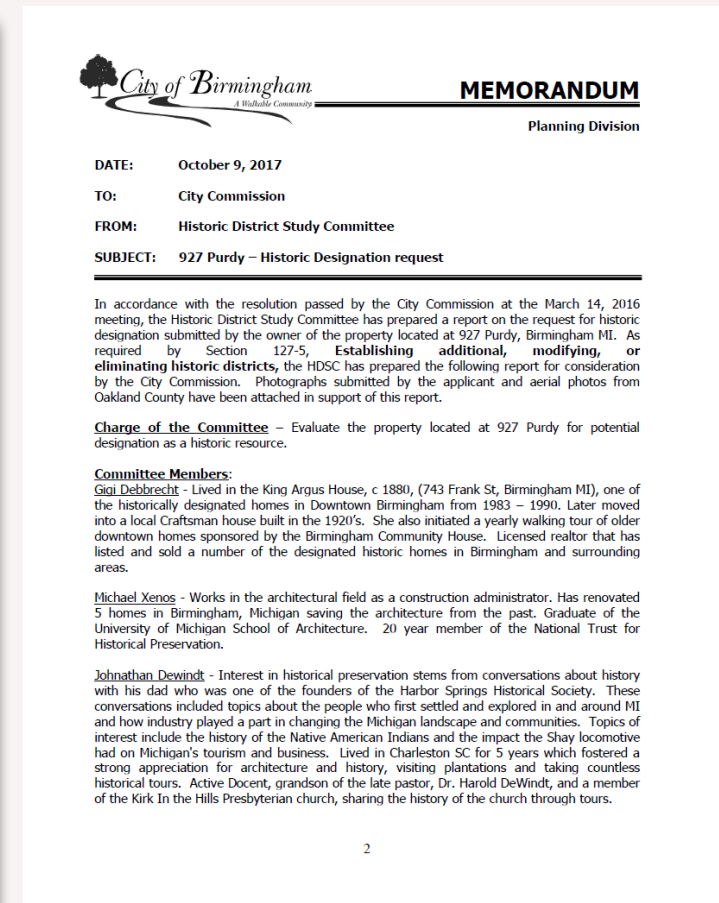 City of Birmingham
A Walkable Community
MEMORANDUM
Planning Division
DATE: October 9, 2017
TO: City Commission
FROM: Historic District Study Committee
SUBJECT: 927 Purdy – Historic Designation request
In accordance with the resolution passed by the City Commission at the March 14, 2016
meeting, the Historic District Study Committee has prepared a report on the request for historic
designation submitted by the owner of the property located at 927 Purdy, Birmingham MI. As
required by Section 127-5, Establishing additional, modifying, or
eliminating historic districts, the HDSC has prepared the following report for consideration
by the City Commission. Photographs submitted by the applicant and aerial photos from
Oakland County have been attached in support of this report.
Charge of the Committee – Evaluate the property located at 927 Purdy for potential
designation as a historic resource.
Committee Members:
Gigi Debbrecht - Lived in the King Argus House, c 1880, (743 Frank St, Birmingham MI), one of
the historically designated homes in Downtown Birmingham from 1983 – 1990. Later moved
into a local Craftsman house built in the 1920's. She also initiated a yearly walking tour of older
downtown homes sponsored by the Birmingham Community House. Licensed realtor that has
listed and sold a number of the designated historic homes in Birmingham and surrounding
areas.
Michael Xenos - Works in the architectural field as a construction administrator. Has renovated
5 homes in Birmingham, Michigan saving the architecture from the past. Graduate of the
University of Michigan School of Architecture. 20 year member of the National Trust for
Historical Preservation.
Johnathan Dewindt - Interest in historical preservation stems from conversations about history
with his dad who was one of the founders of the Harbor Springs Historical Society. These
conversations included topics about the people who first settled and explored in and around MI
and how industry played a part in changing the Michigan landscape and communities. Topics of
interest include the history of the Native American Indians and the impact the Shay locomotive
had on Michigan's tourism and business. Lived in Charleston SC for 5 years which fostered a
strong appreciation for architecture and history, visiting plantations and taking countless
historical tours. Active Docent, grandson of the late pastor, Dr. Harold DeWindt, and a member
of the Kirk In the Hills Presbyterian church, sharing the history of the church through tours.
2